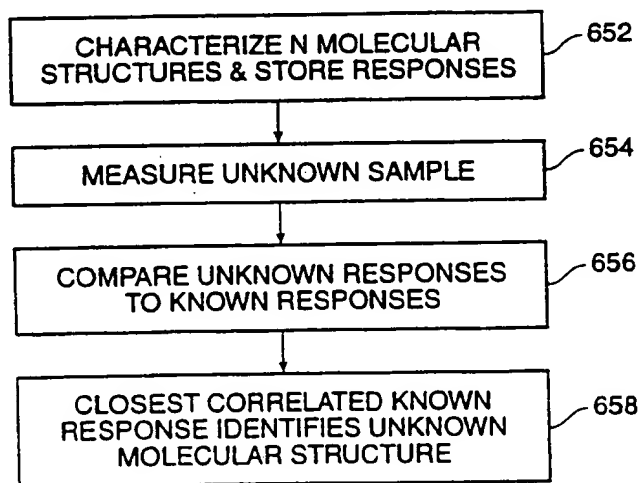 CHARACTERIZE N MOLECULAR
STRUCTURES & STORE RESPONSES
652
MEASURE UNKNOWN SAMPLE
654
COMPARE UNKNOWN RESPONSES
TO KNOWN RESPONSES
656
CLOSEST CORRELATED KNOWN
RESPONSE IDENTIFIES UNKNOWN
MOLECULAR STRUCTURE
658